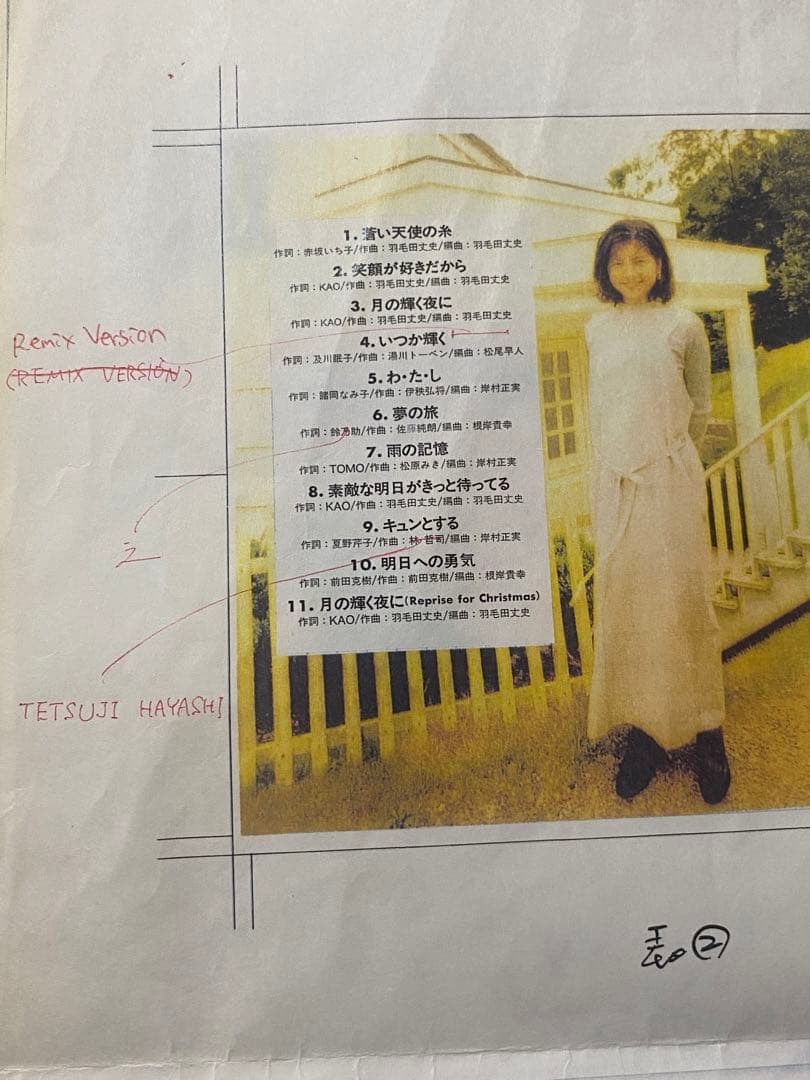 1. 蒼い天使の糸
作詞：赤坂いち子/作曲：羽毛田丈史/編曲：羽毛田丈史
2. 笑顔が好きだから
作詞：KAO/作曲：羽毛田丈史/編曲：羽毛田丈史
3. 月の輝く夜に
作詞：KAO/作曲：羽毛田丈史/編曲：羽毛田丈史
Remix Version
(REMIX VERSION)
4. いつか輝く
作詞：及川眠子/作曲：湯川トーベン/編曲：松尾早人
5. わ・た・し
作詞：諸岡なみ子/作曲：伊秩弘将/編曲：岸村正実
6. 夢の旅
作詞：鈴乃助/作曲：佐藤純朗/編曲：根岸貴幸
之
7. 雨の記憶
作詞：TOMO/作曲：松原みき/編曲：岸村正実
8. 素敵な明日がきっと待ってる
作詞：KAO/作曲：羽毛田丈史/編曲：羽毛田丈史
9. キュンとする
作詞：夏野芹子/作曲：林 哲司/編曲：岸村正実
TETSUJI HAYASHI
10. 明日への勇気
作詞：前田克樹/作曲：前田克樹/編曲：根岸貴幸
11. 月の輝く夜に(Reprise for Christmas)
作詞：KAO/作曲：羽毛田丈史/編曲：羽毛田丈史
表②